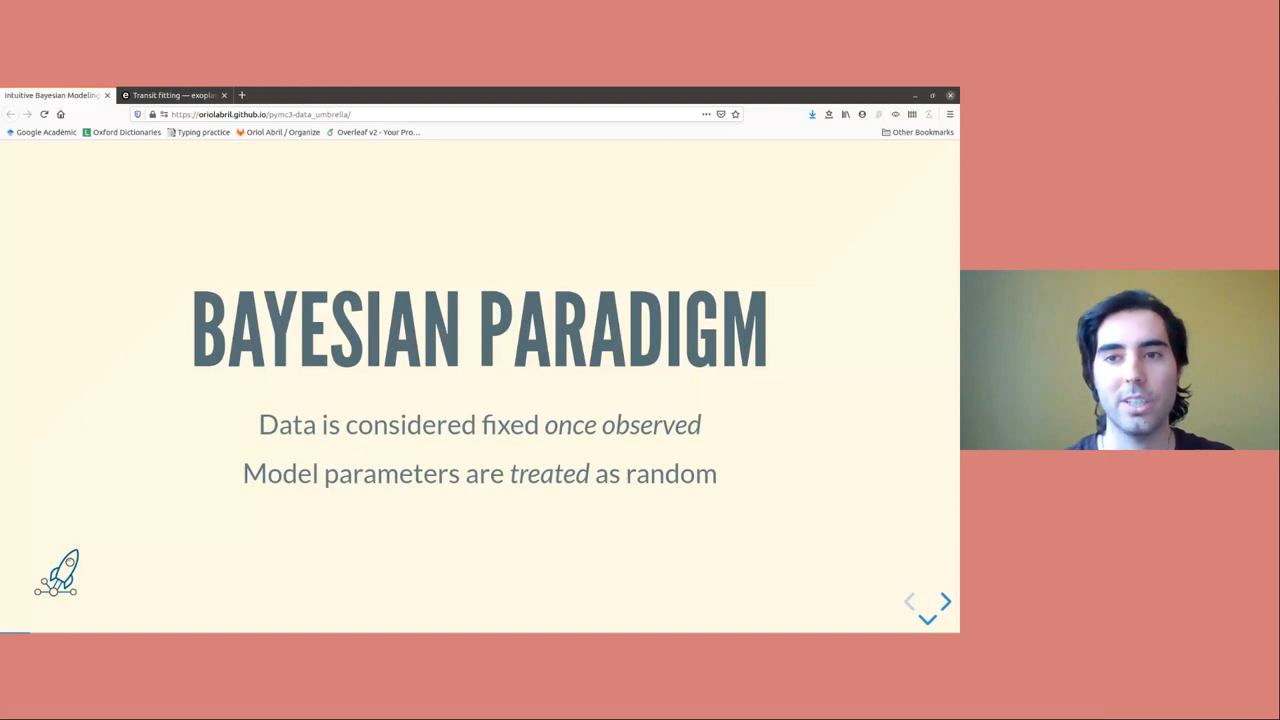 Intuitive Bayesian Modeling
Transit fitting — exopla
https://oriolabril.github.io/pymc3-data_umbrella/
Google Acadèmic
Oxford Dictionaries
Typing practice
Oriol Abril / Organize
Overleaf v2 - Your Pro...
Other Bookmarks
BAYESIAN PARADIGM
Data is considered fixed once observed
Model parameters are treated as random